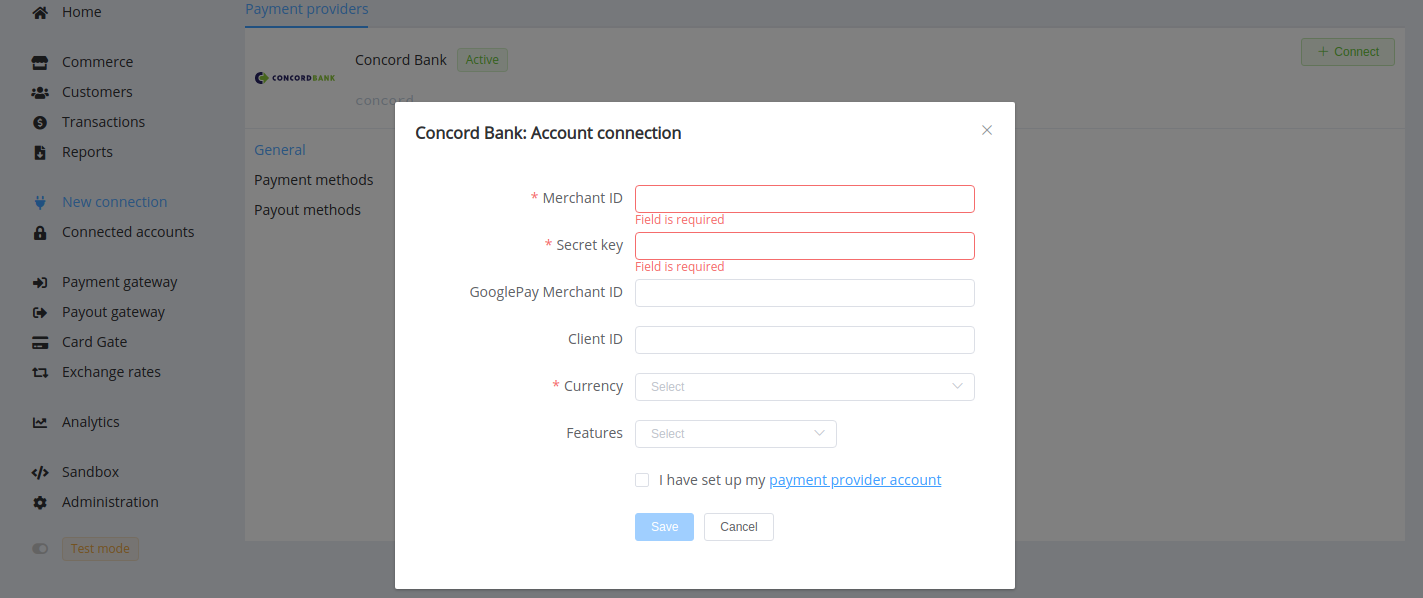 Home
Commerce
Customers
Transactions
Reports
New connection
Connected accounts
Payment gateway
Payout gateway
Card Gate
Exchange rates
Analytics
Sandbox
Administration
Test mode
Payment providers
CONCORDBANK
Concord Bank Active
concord
+ Connect
General
Payment methods
Payout methods
Concord Bank: Account connection
* Merchant ID
Field is required
* Secret key
Field is required
GooglePay Merchant ID
Client ID
* Currency Select
Features Select
I have set up my payment provider account
Save Cancel